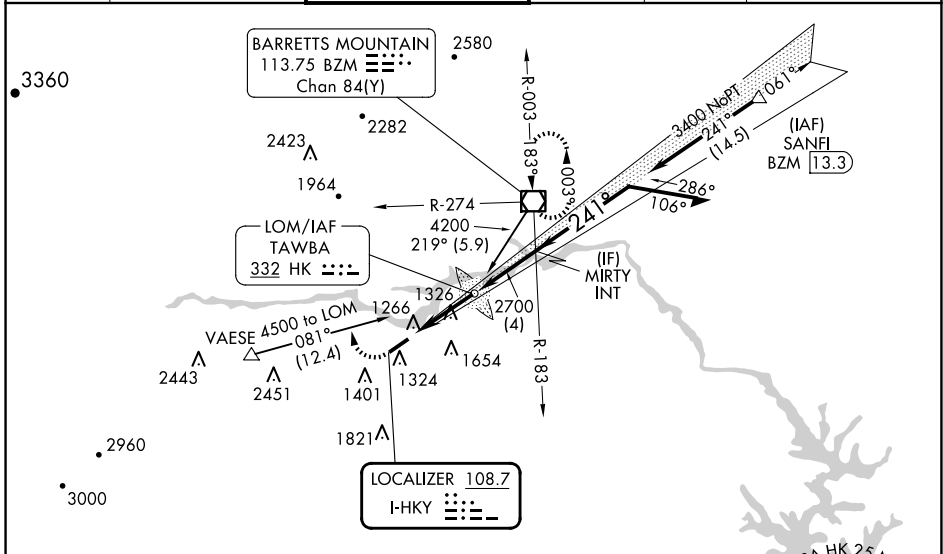 BARRETTS MOUNTAIN
113.75 BZM
Chan 84(Y)
2580
3360
2282
2423
1964
R-003
183°
003°
3400 NoPT
241°
(14.5)
061°
(IAF)
SANFI
BZM 13.3
286°
106°
241°
R-274
4200
219° (5.9)
LOM/IAF
TAWBA
332 HK
(IF)
MIRTY
INT
1326
1266
2700
(4)
VAESE
4500 to LOM
081°
(12.4)
R-183
2443
2451
1401
1324
1654
1821
2960
3000
LOCALIZER 108.7
I-HKY
HK 25